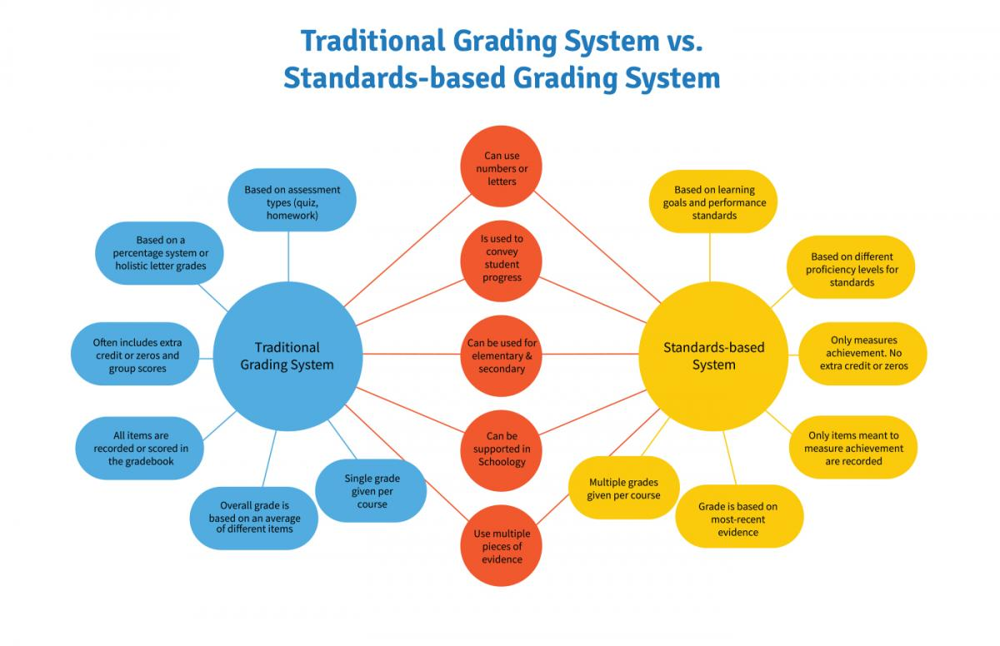 Traditional Grading System vs.
Standards-based Grading System
Can use
numbers or
letters
Is used to
convey
student
progress
Can be used for
elementary &
secondary
Can be
supported in
Schoology
Use multiple
pieces of
evidence
Traditional
Grading System
Based on assessment
types (quiz,
homework)
Based on a
percentage system or
holistic letter grades
Often includes extra
credit or zeros and
group scores
All items are
recorded or scored in
the gradebook
Overall grade is
based on an average
of different items
Single grade
given per
course
Standards-based
System
Based on learning
goals and performance
standards
Based on different
proficiency levels for
standards
Only measures
achievement. No
extra credit or zeros
Only items meant to
measure achievement
are recorded
Grade is based on
most-recent
evidence
Multiple grades
given per course